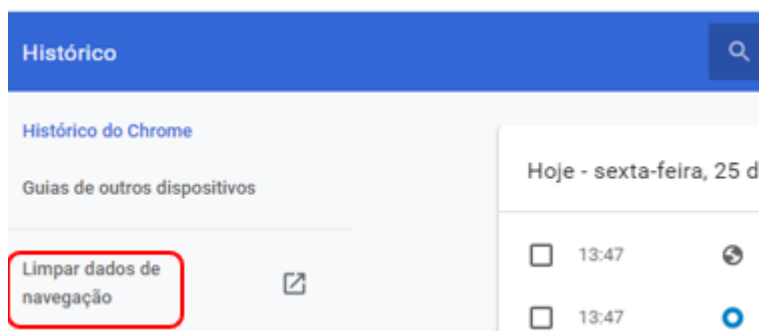 Histórico
Histórico do Chrome
Guias de outros dispositivos
Limpar dados de
navegação
Hoje - sexta-feira, 25 d
13:47
13:47